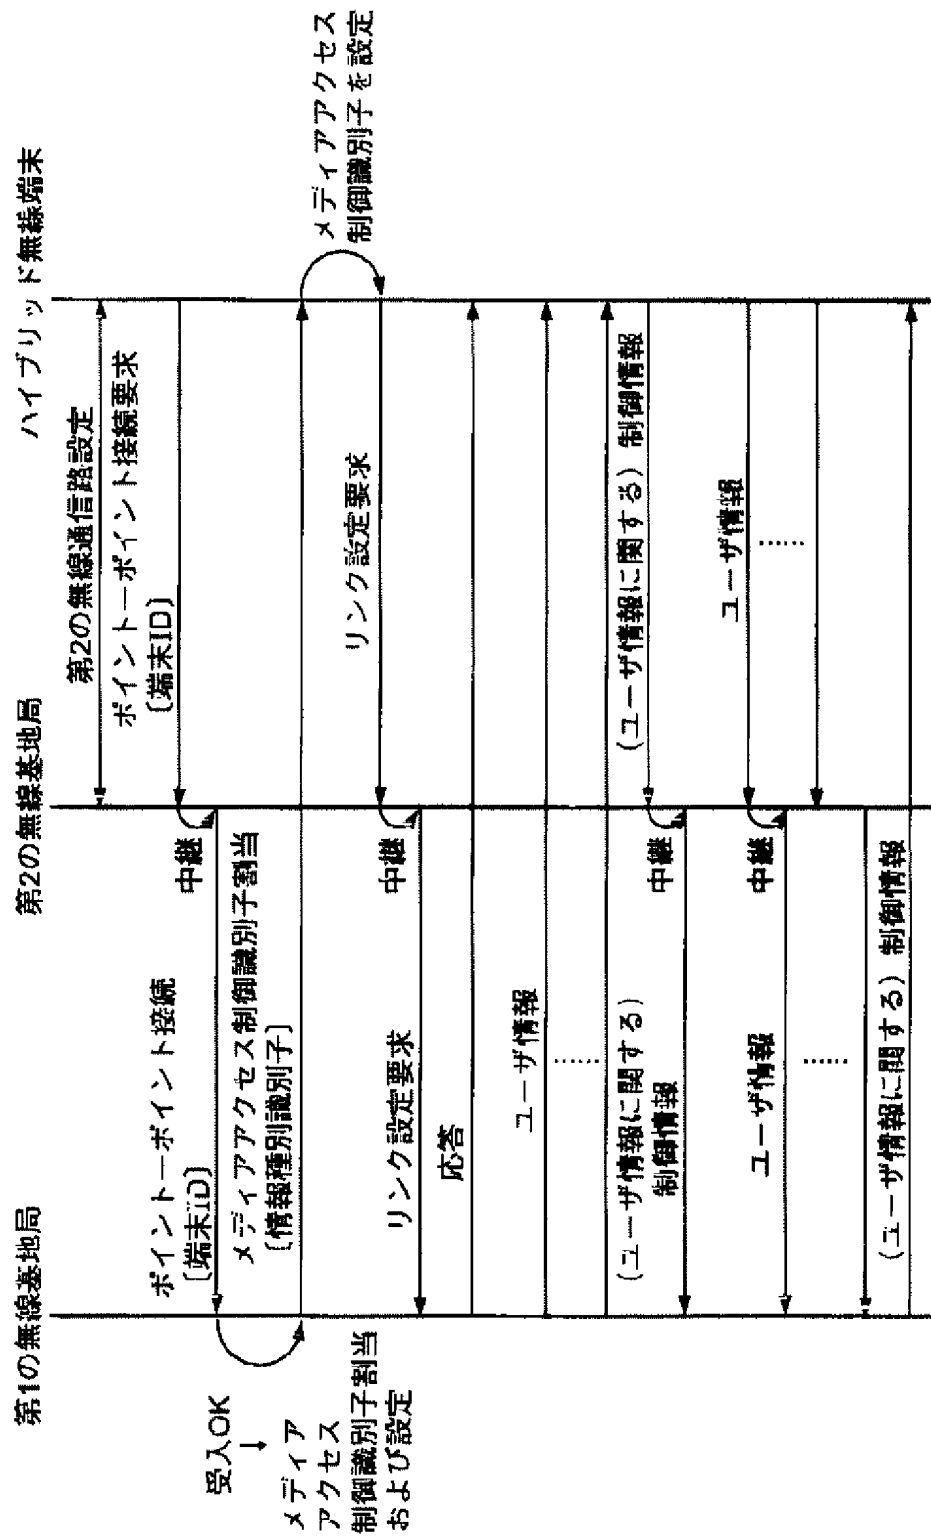 第1の無線基地局
第2の無線基地局
ハイブリッド無線端末
第2の無線通信路設定
ポイントーポイント接続要求
〔端末ID〕
中継
ポイントーポイント接続
〔端末ID〕
受入OK
メディア
アクセス
制御識別子割当
および設定
メディアアクセス制御識別子割当
〔情報種別識別子〕
メディアアクセス
制御識別子を設定
リンク設定要求
中継
リンク設定要求
応答
ユーザ情報
……
(ユーザ情報に関する) 制御情報
中継
(ユーザ情報に関する)
制御情報
ユーザ情報
……
中継
ユーザ情報
……
(ユーザ情報に関する) 制御情報